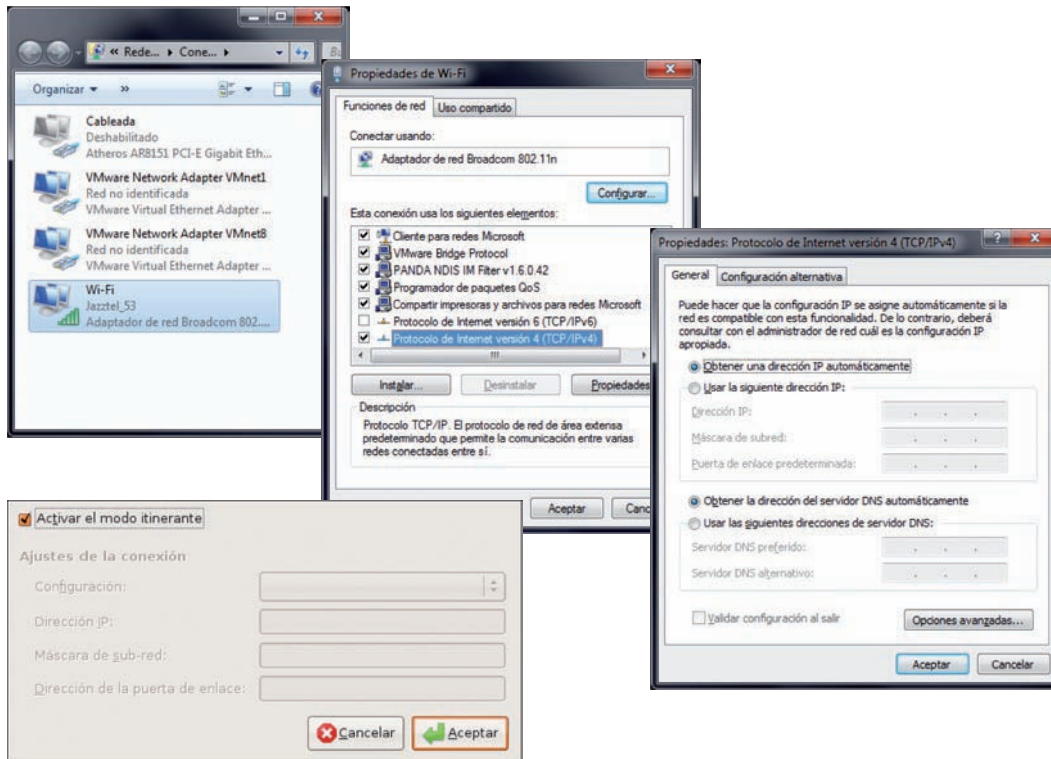 « Rede... ▸ Cone... ▸
Organizar
»
Cableada
Deshabilitado
Atheros AR8151 PCI-E Gigabit Eth...
VMware Network Adapter VMnet1
Red no identificada
VMware Virtual Ethernet Adapter ...
VMware Network Adapter VMnet8
Red no identificada
VMware Virtual Ethernet Adapter ...
Wi-Fi
Jazztel_53
Adaptador de red Broadcom 802....
Propiedades de Wi-Fi
Funciones de red Uso compartido
Conectar usando:
Adaptador de red Broadcom 802.11n
Configurar...
Esta conexión usa los siguientes elementos:
Cliente para redes Microsoft
VMware Bridge Protocol
PANDA NDIS IM Filter v1.6.0.42
Programador de paquetes QoS
Compartir impresoras y archivos para redes Microsoft
Protocolo de Internet versión 6 (TCP/IPv6)
Protocolo de Internet versión 4 (TCP/IPv4)
Instalar... Desinstalar Propiedades
Descripción
Protocolo TCP/IP. El protocolo de red de área extensa
predeterminado que permite la comunicación entre varias
redes conectadas entre sí.
Aceptar Canc
Propiedades: Protocolo de Internet versión 4 (TCP/IPv4)
General Configuración alternativa
Puede hacer que la configuración IP se asigne automáticamente si la
red es compatible con esta funcionalidad. De lo contrario, deberá
consultar con el administrador de red cuál es la configuración IP
apropiada.
Obtener una dirección IP automáticamente
Usar la siguiente dirección IP:
Dirección IP:
Máscara de subred:
Puerta de enlace predeterminada:
Obtener la dirección del servidor DNS automáticamente
Usar las siguientes direcciones de servidor DNS:
Servidor DNS preferido:
Servidor DNS alternativo:
Validar configuración al salir
Opciones avanzadas...
Aceptar Cancelar
Activar el modo itinerante
Ajustes de la conexión
Configuración:
Dirección IP:
Máscara de sub-red:
Dirección de la puerta de enlace:
Cancelar Aceptar